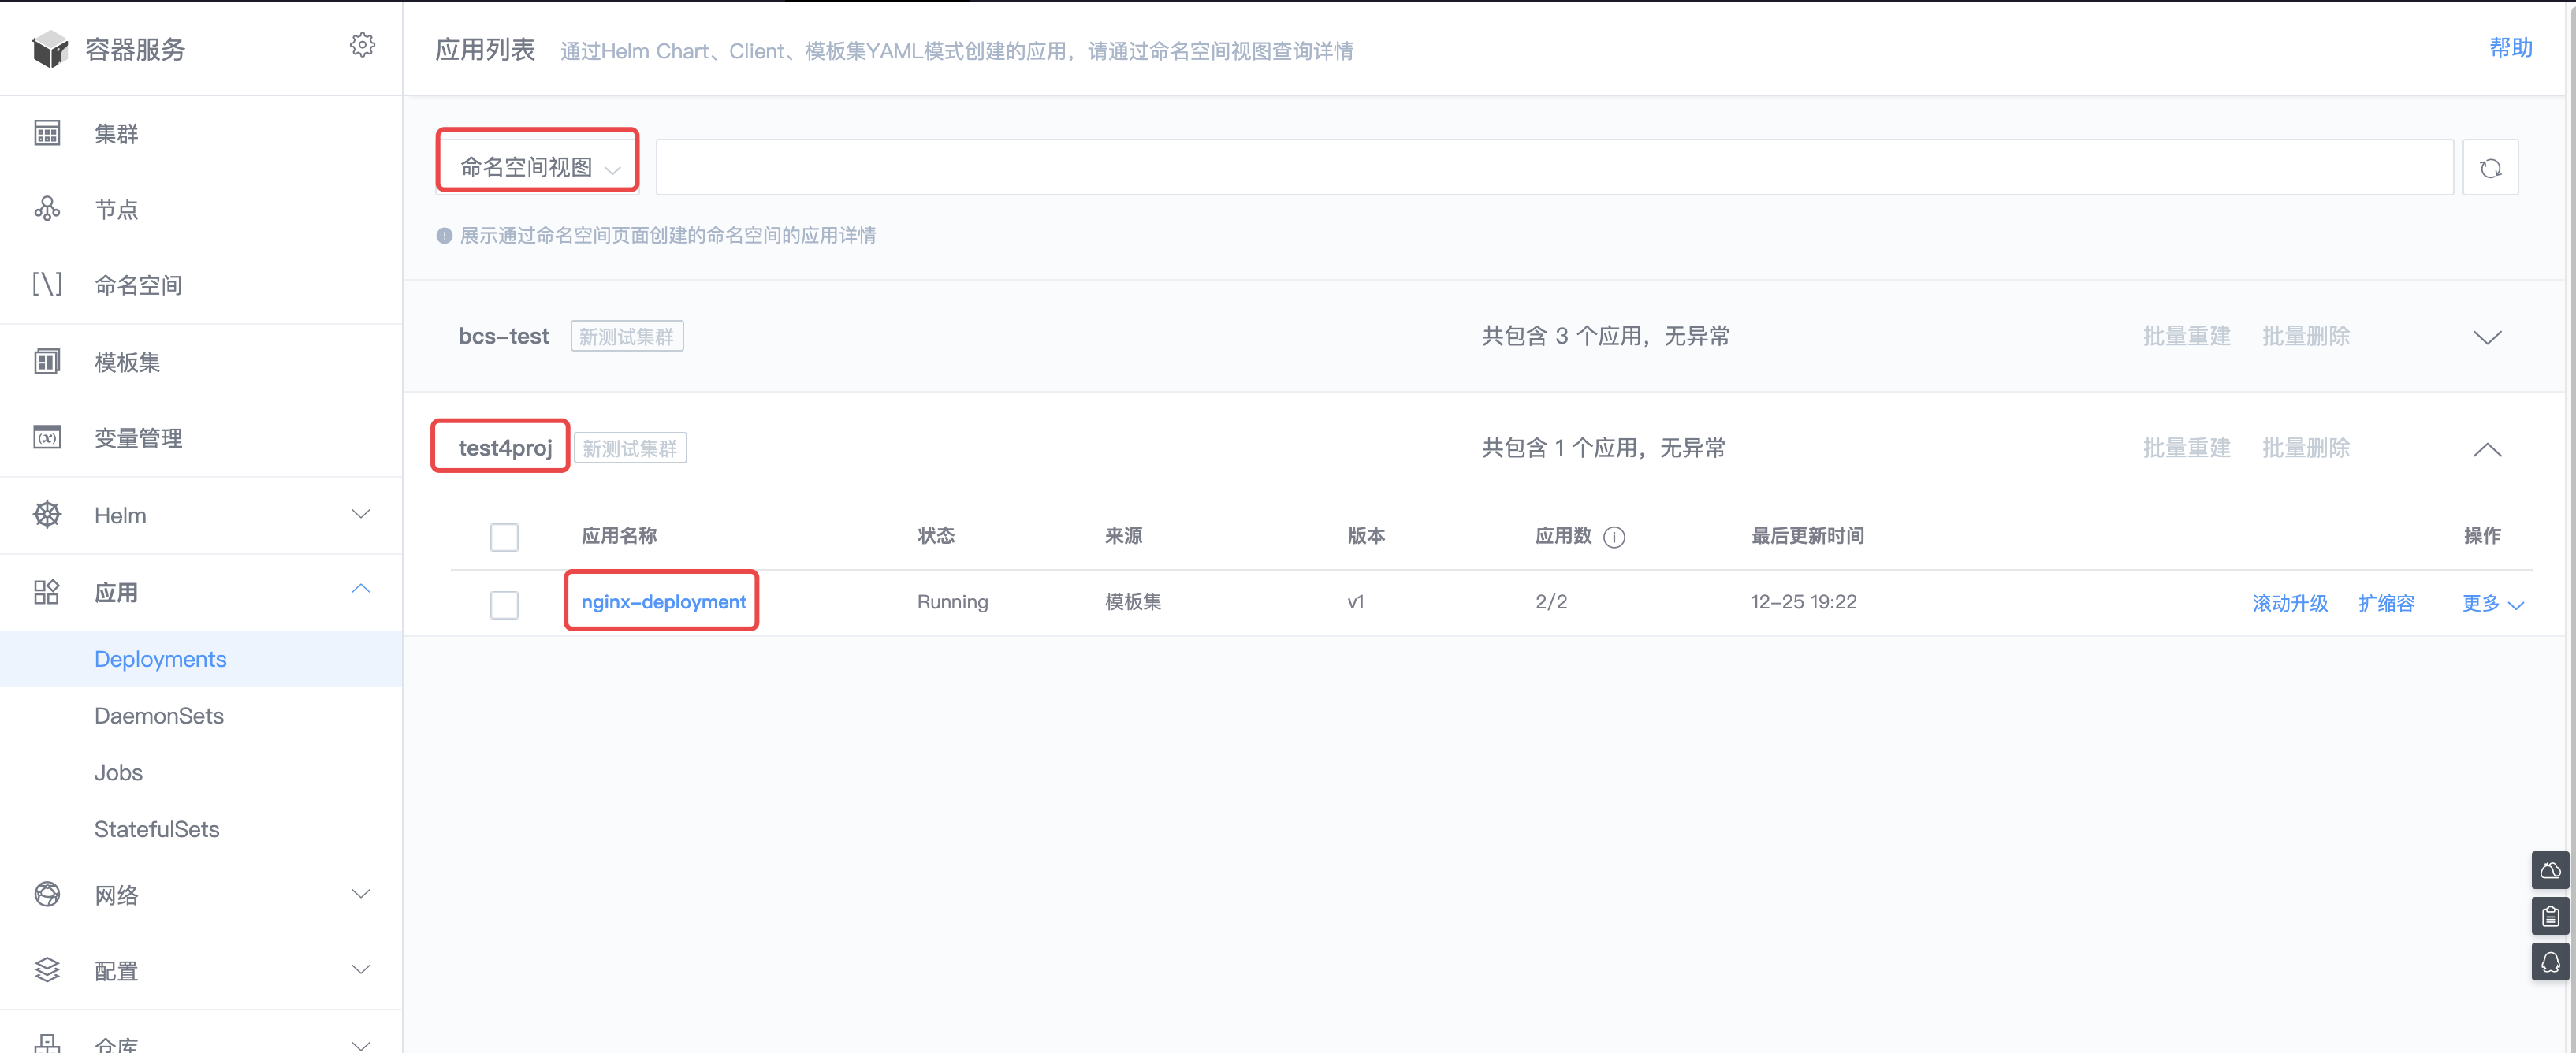 容器服务
应用列表 通过Helm Chart、Client、模板集YAML模式创建的应用，请通过命名空间视图查询详情
帮助
集群
节点
命名空间
模板集
变量管理
Helm
应用
Deployments
DaemonSets
Jobs
StatefulSets
网络
配置
仓库
命名空间视图
展示通过命名空间页面创建的命名空间的应用详情
bcs-test 新测试集群 共包含 3 个应用，无异常 批量重建 批量删除
test4proj 新测试集群 共包含 1 个应用，无异常 批量重建 批量删除
应用名称 状态 来源 版本 应用数 最后更新时间 操作
nginx-deployment Running 模板集 v1 2/2 12-25 19:22 滚动升级 扩缩容 更多